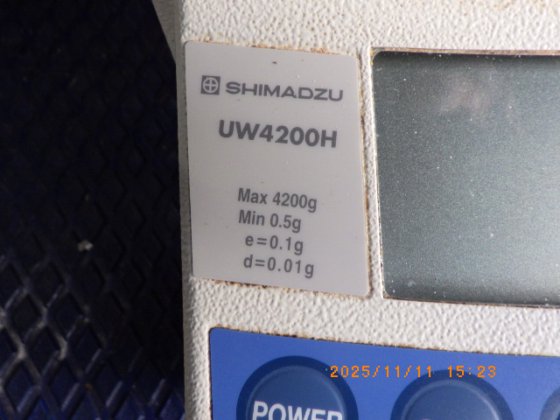 SHIMADZU
UW4200H
Max 4200g
Min 0.5g
e=0.1g
d=0.01g
2025/11/11 15:23
POWER